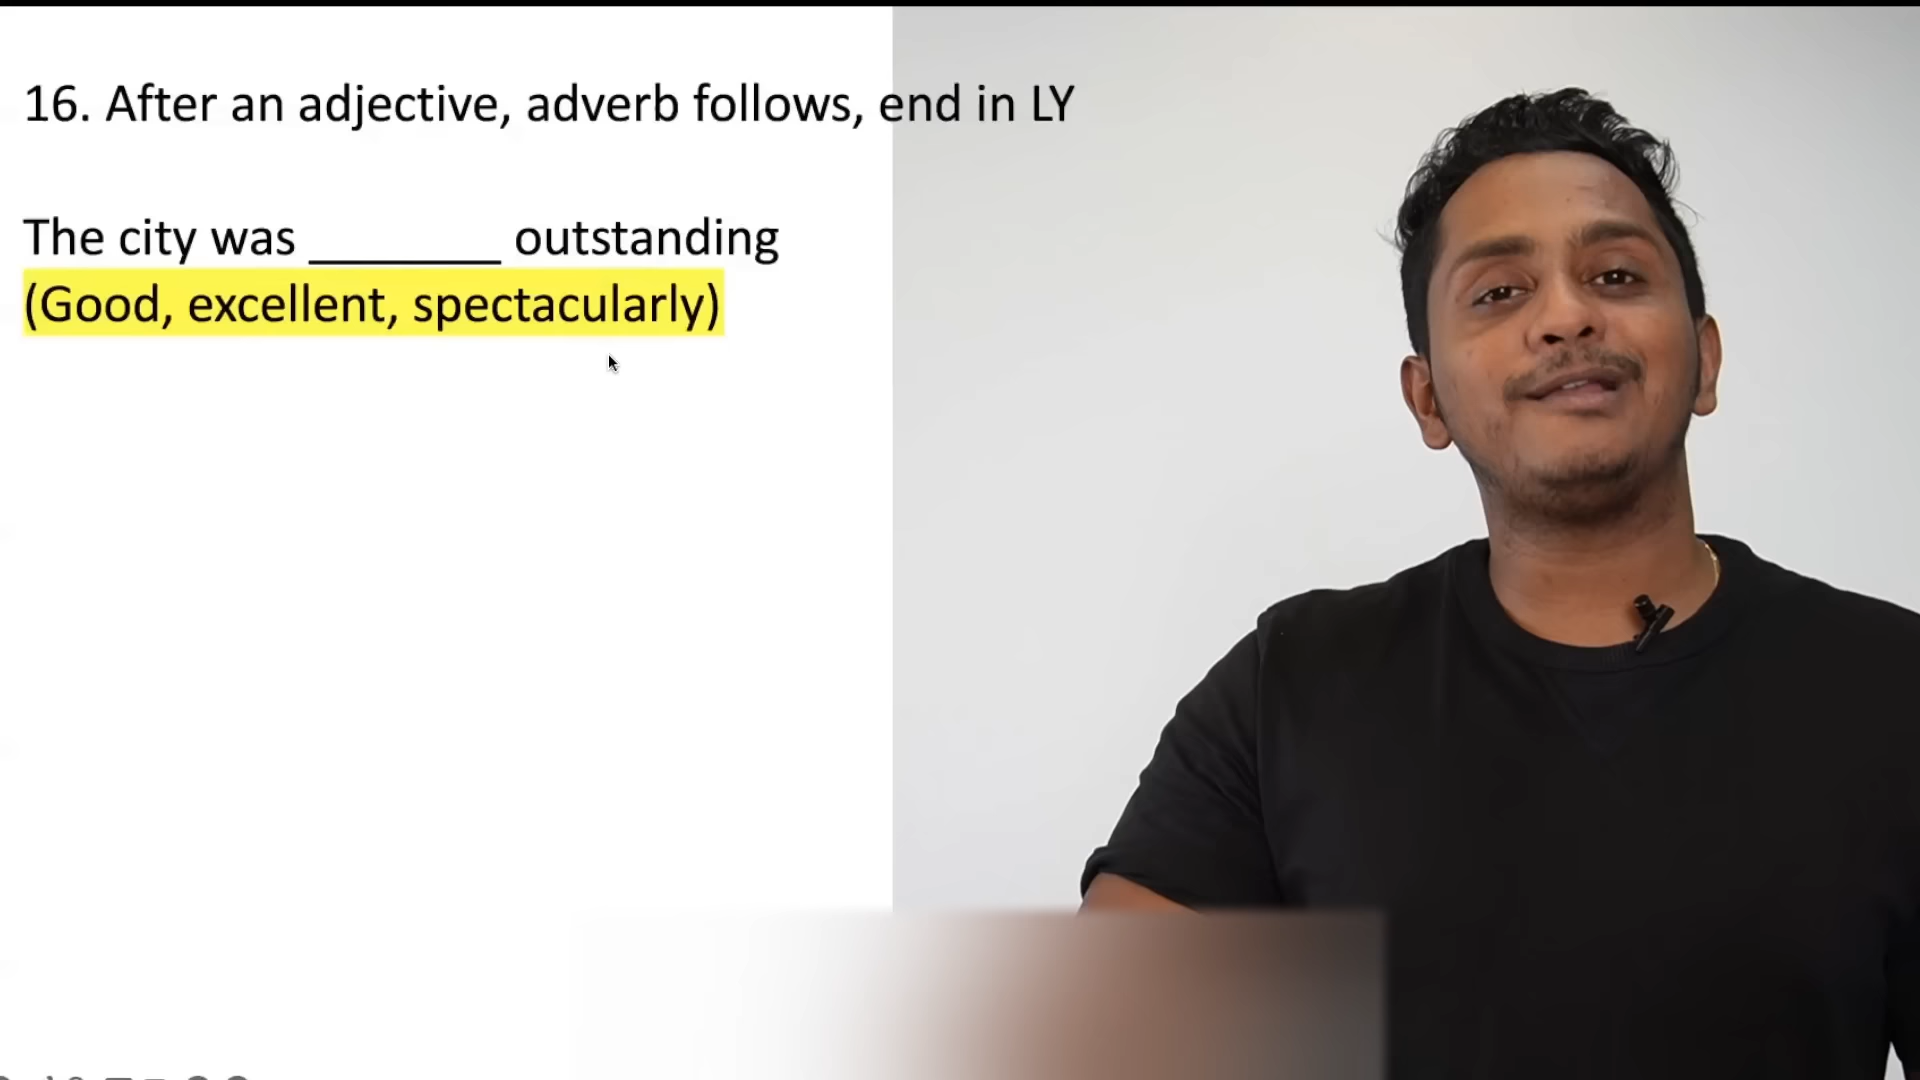 16. After an adjective, adverb follows, end in LY
The city was ________ outstanding
(Good, excellent, spectacularly)